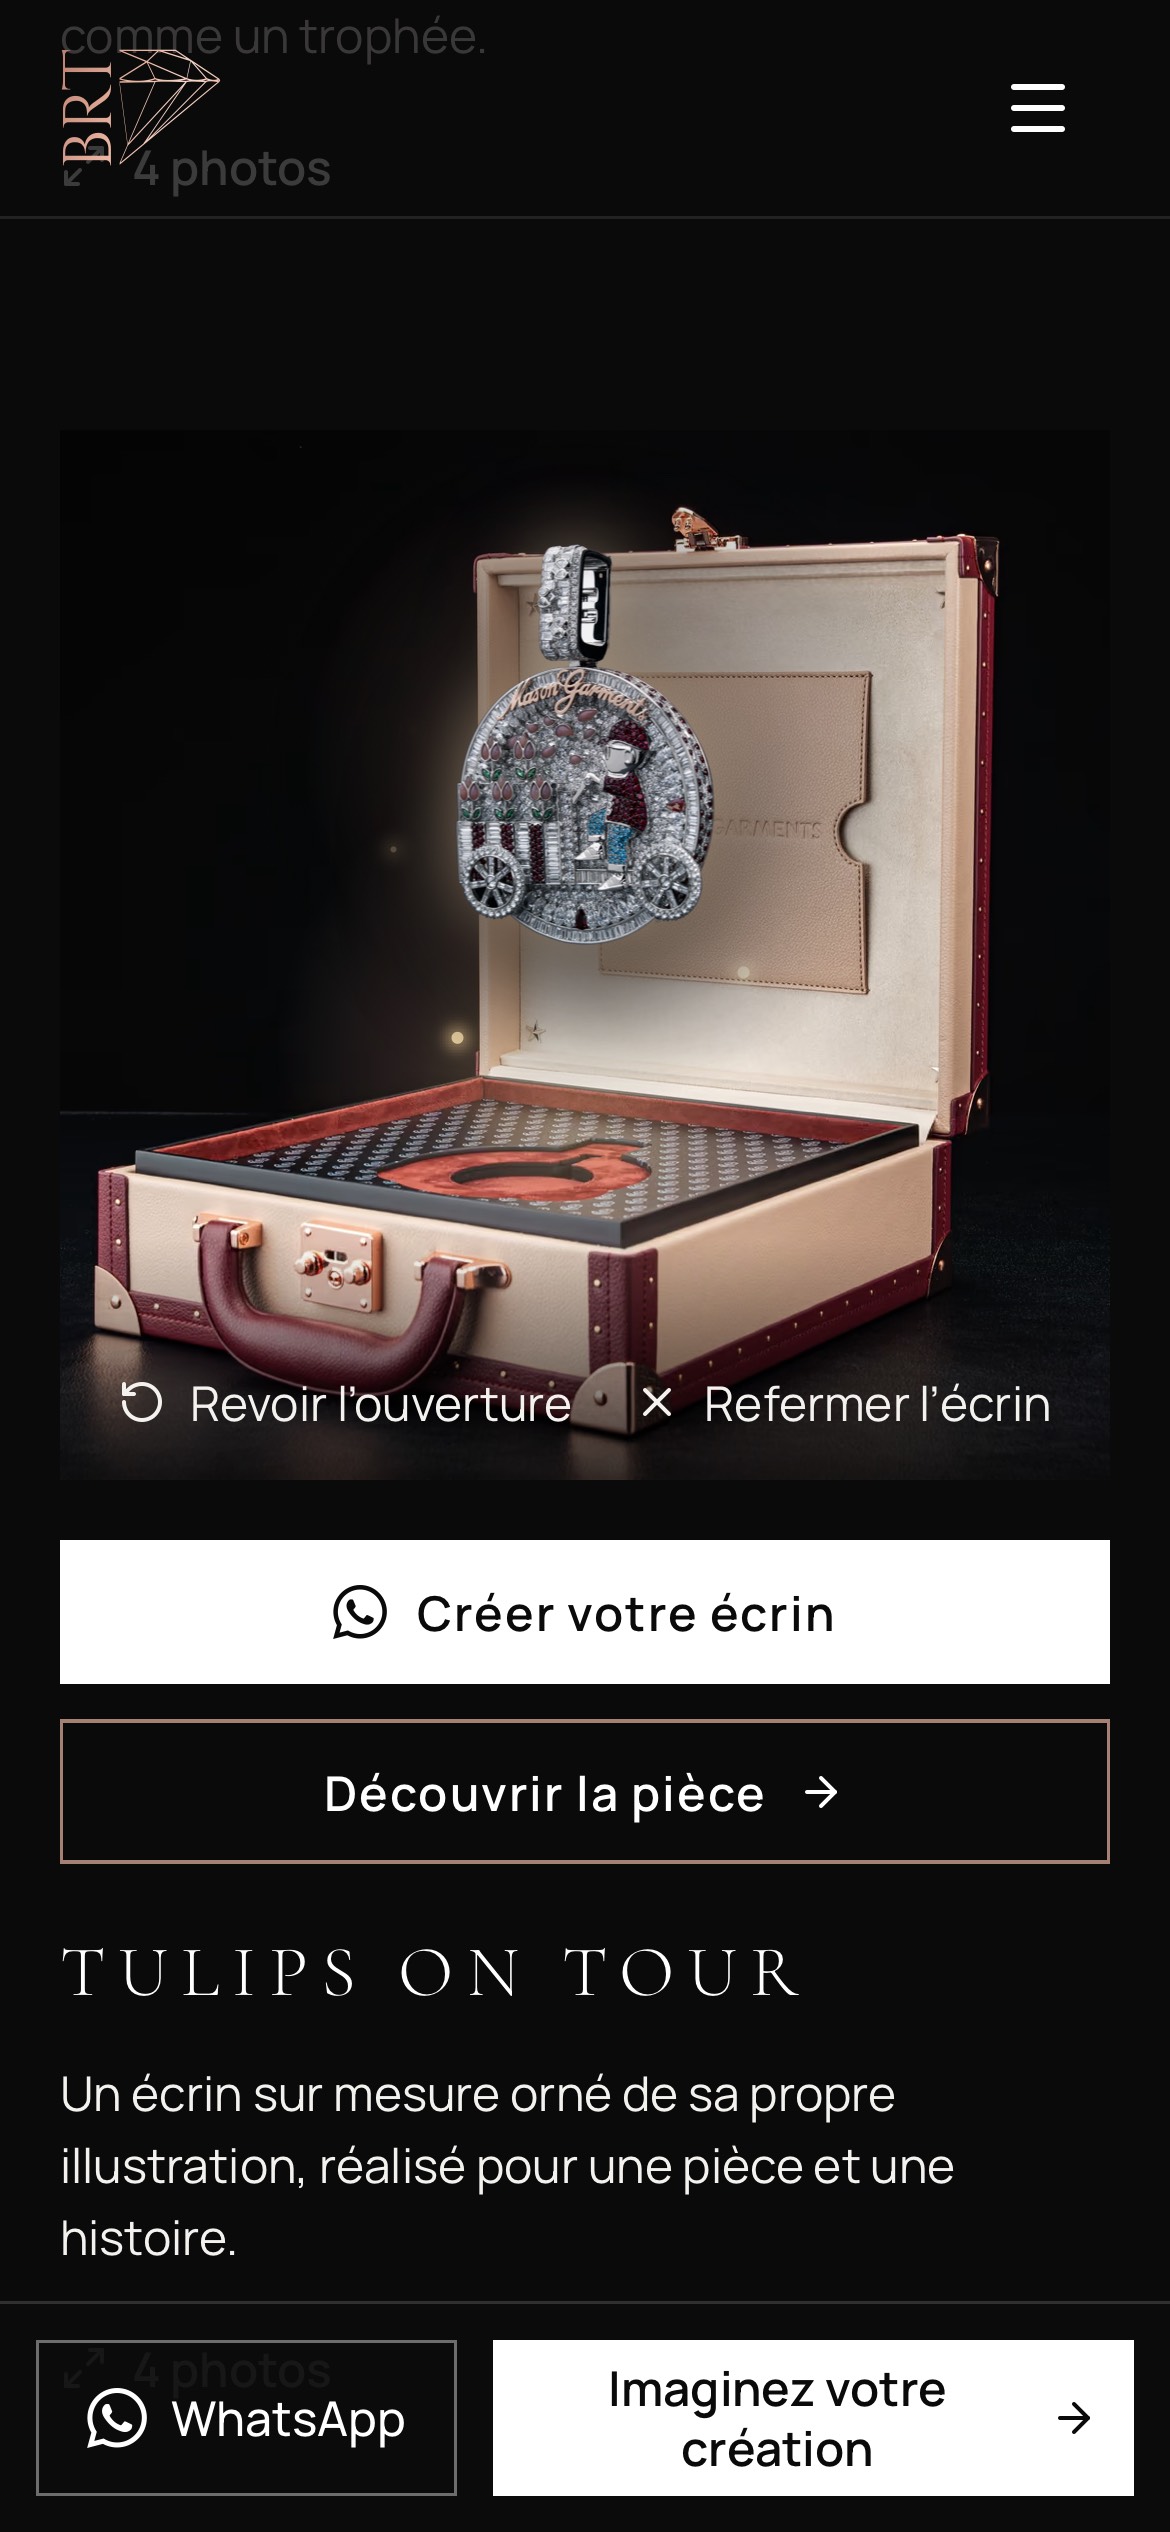 comme un trophée.
BRT
4 photos
Mason Garments
GARMENTS
Revoir l’ouverture
Refermer l’écrin
Créer votre écrin
Découvrir la pièce
TULIPS ON TOUR
Un écrin sur mesure orné de sa propre
illustration, réalisé pour une pièce et une
histoire.
4 photos
WhatsApp
Imaginez votre
création